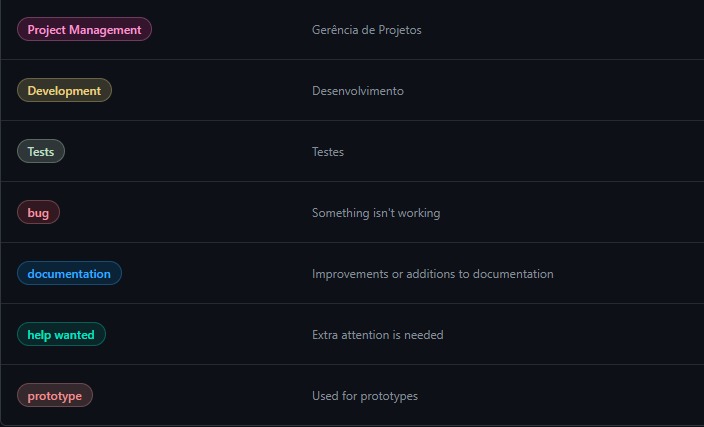 Project Management Gerência de Projetos
Development Desenvolvimento
Tests Testes
bug Something isn't working
documentation Improvements or additions to documentation
help wanted Extra attention is needed
prototype Used for prototypes